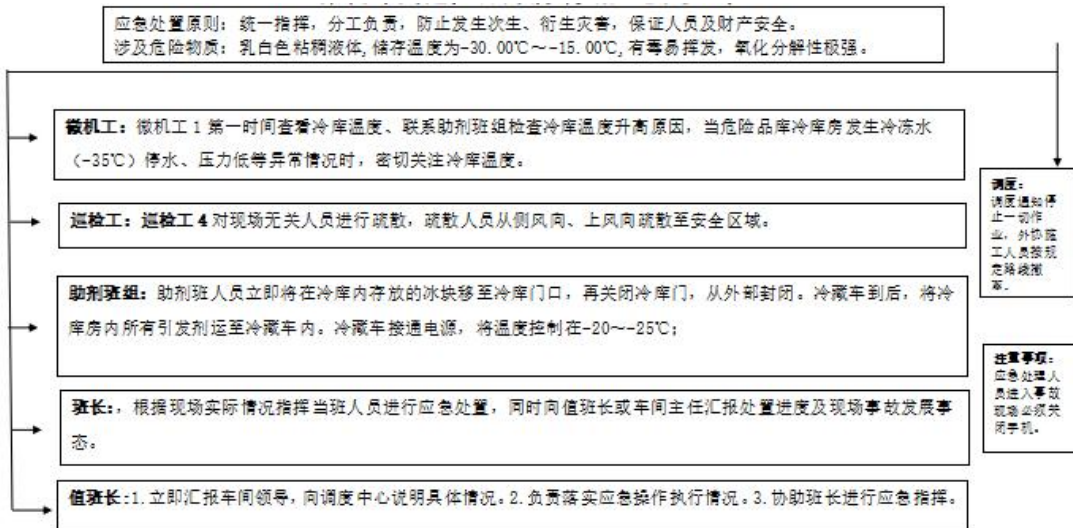 应急处置原则：统一指挥，分工负责，防止发生次生、衍生灾害，保证人员及财产安全。
涉及危险物质：乳白色粘稠液体，储存温度为-30.00℃～-15.00℃，有毒易挥发，氧化分解性极强。
微机工：微机工1第一时间查看冷库温度、联系助剂班组检查冷库温度升高原因，当危险品库冷库房发生冷冻水
（-35℃）停水、压力低等异常情况时，密切关注冷库温度。
巡检工：巡检工4对现场无关人员进行疏散，疏散人员从侧风向、上风向疏散至安全区域。
助剂班组：助剂班人员立即将在冷库内存放的冰块移至冷库门口，再关闭冷库门，从外部封闭。冷藏车到后，将冷
库房内所有引发剂运至冷藏车内。冷藏车接通电源，将温度控制在-20～-25℃；
班长：，根据现场实际情况指挥当班人员进行应急处置，同时向值班长或车间主任汇报处置进度及现场事故发展事
态。
值班长：1.立即汇报车间领导，向调度中心说明具体情况。2.负责落实应急操作执行情况。3.协助班长进行应急指挥。
调度：
调度通知停
止一切作
业，外协施
工人员按规
定路线撤
离。
注意事项：
应急处理人
员进入事故
现场必须关
闭手机。